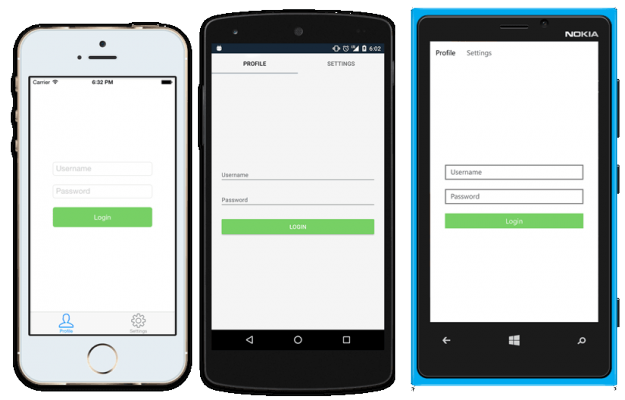 Carrier
6:32 PM
Username
Password
Login
Profile
Settings
6:02
PROFILE
SETTINGS
Username
Password
LOGIN
NOKIA
Profile
Settings
Username
Password
Login